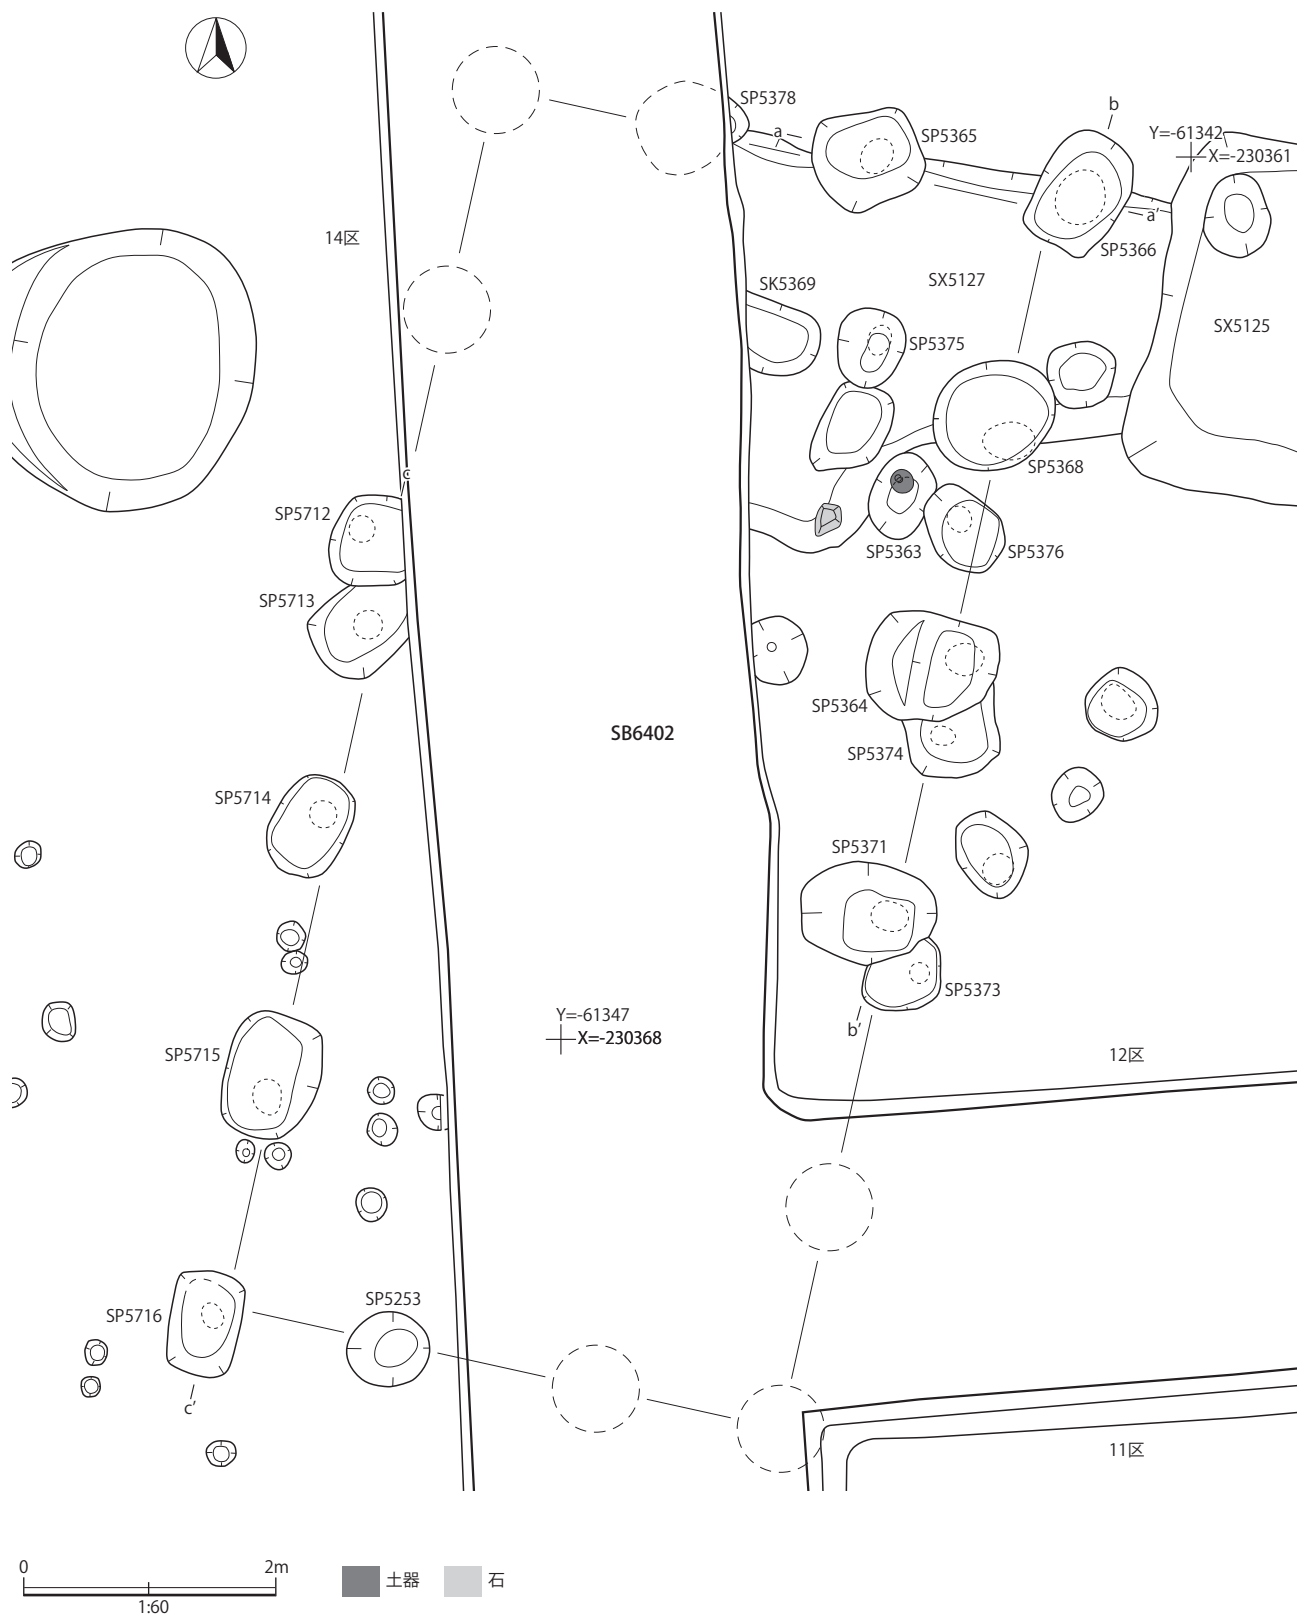 SP5378
a
SP5365
b
Y=-61342
X=-230361
a'
SP5366
14区
SK5369
SX5127
SX5125
SP5375
SP5368
c
SP5712
SP5363
SP5376
SP5713
SP5364
SB6402
SP5374
SP5714
SP5371
SP5373
Y=-61347
b'
X=-230368
SP5715
12区
SP5253
SP5716
c'
11区
0
2m
1:60
土器
石